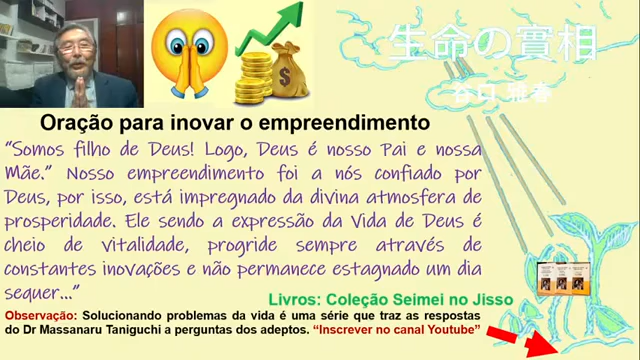 生命の實相
谷口 雅春
Oração para inovar o empreendimento
"Somos filho de Deus! Logo, Deus é nosso Pai e nossa
Mãe." Nosso empreendimento foi a nós confiado por
Deus, por isso, está impregnado da divina atmosfera de
prosperidade. Ele sendo a expressão da Vida de Deus é
cheio de vitalidade, progride sempre através de
constantes inovações e não permanece estagnado um dia
sequer..."
Livros: Coleção Seimei no Jisso
Observação: Solucionando problemas da vida é uma série que traz as respostas
do Dr Massanaru Taniguchi a perguntas dos adeptos. "Inscrever no canal Youtube"
$